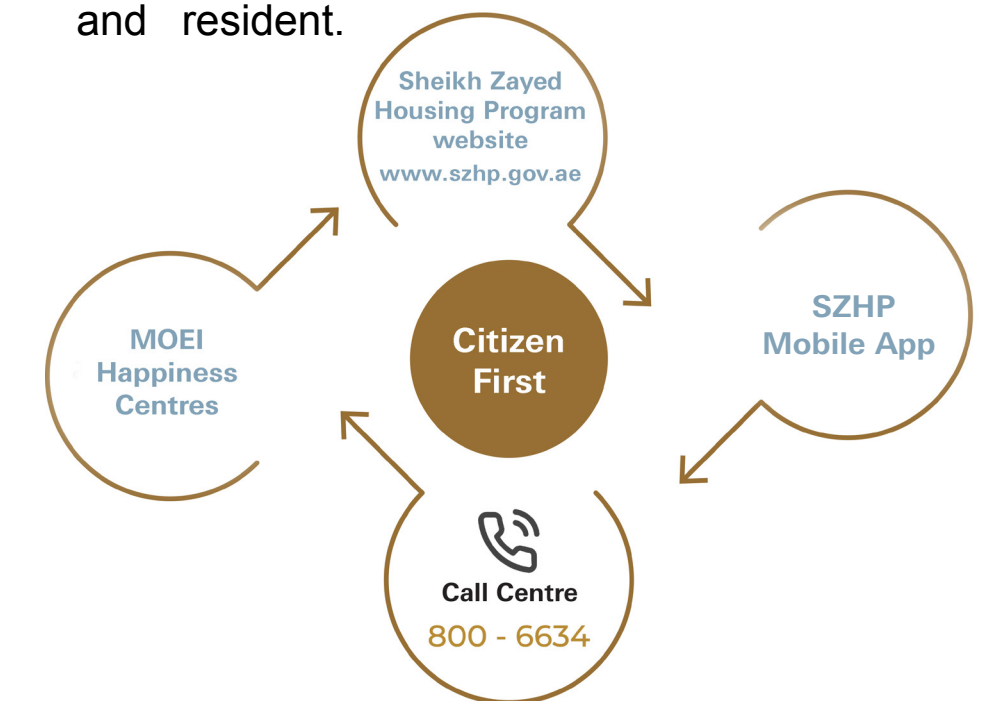 and resident.
Sheikh Zayed
Housing Program
website
www.szhp.gov.ae
SZHP
Mobile App
Citizen
First
MOEI
Happiness
Centres
Call Centre
800 - 6634